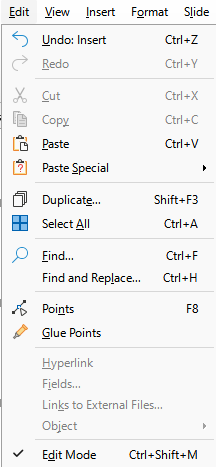 Edit View Insert Format Slide
Undo: Insert Ctrl+Z
Redo Ctrl+Y
Cut Ctrl+X
Copy Ctrl+C
Paste Ctrl+V
Paste Special
Duplicate... Shift+F3
Select All Ctrl+A
Find... Ctrl+F
Find and Replace... Ctrl+H
Points F8
Glue Points
Hyperlink
Fields...
Links to External Files...
Object
Edit Mode Ctrl+Shift+M